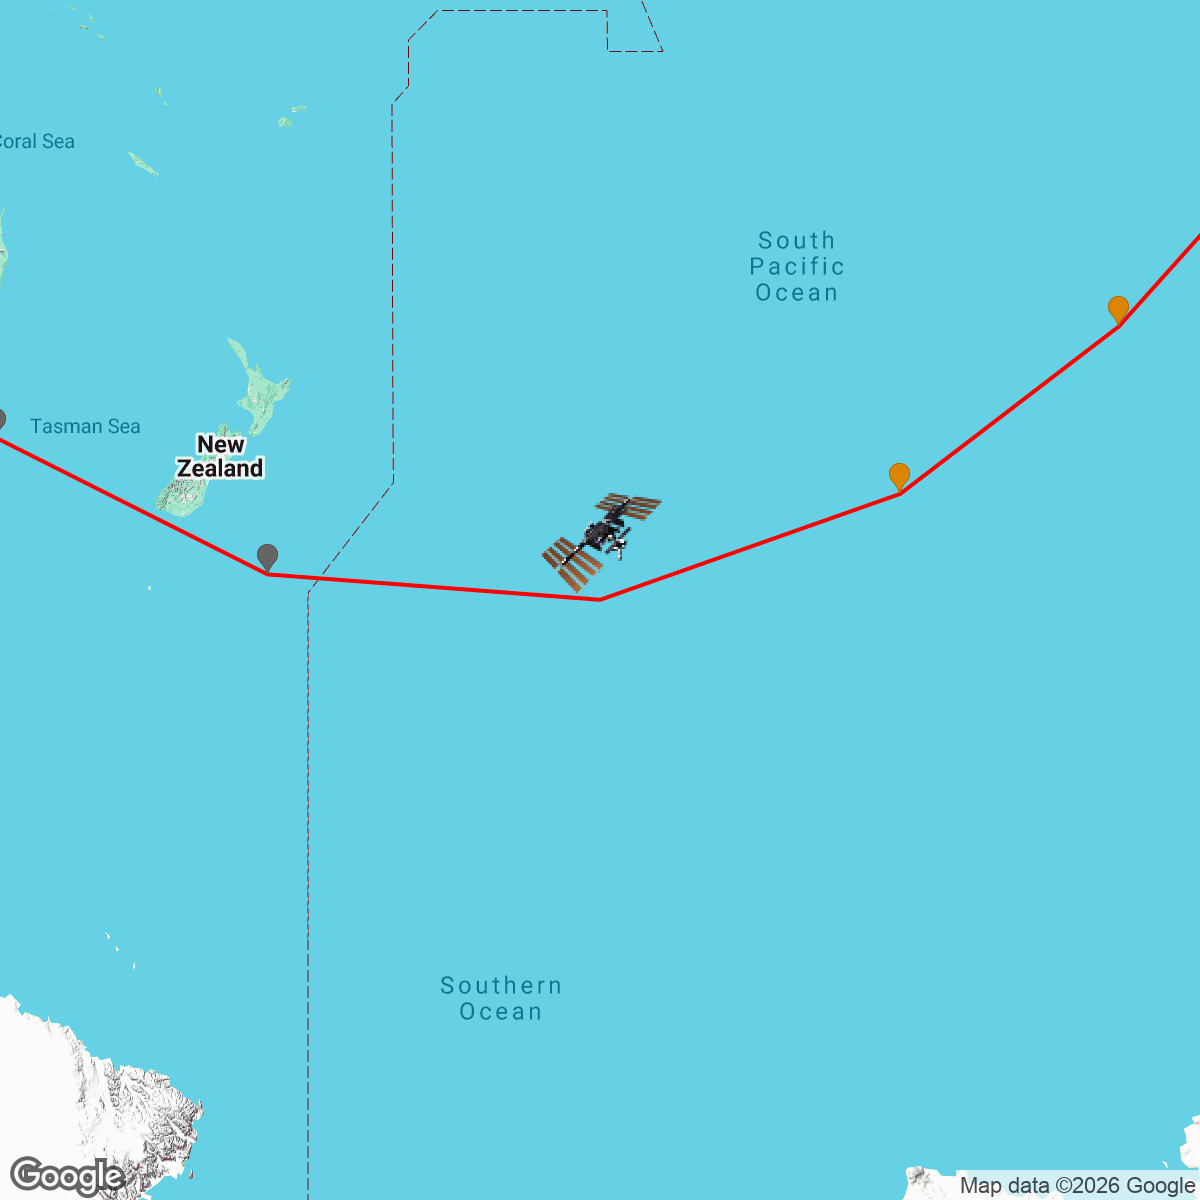 Coral Sea
South
Pacific
Ocean
Tasman Sea
New
Zealand
Southern
Ocean
Google
Map data ©2026 Google